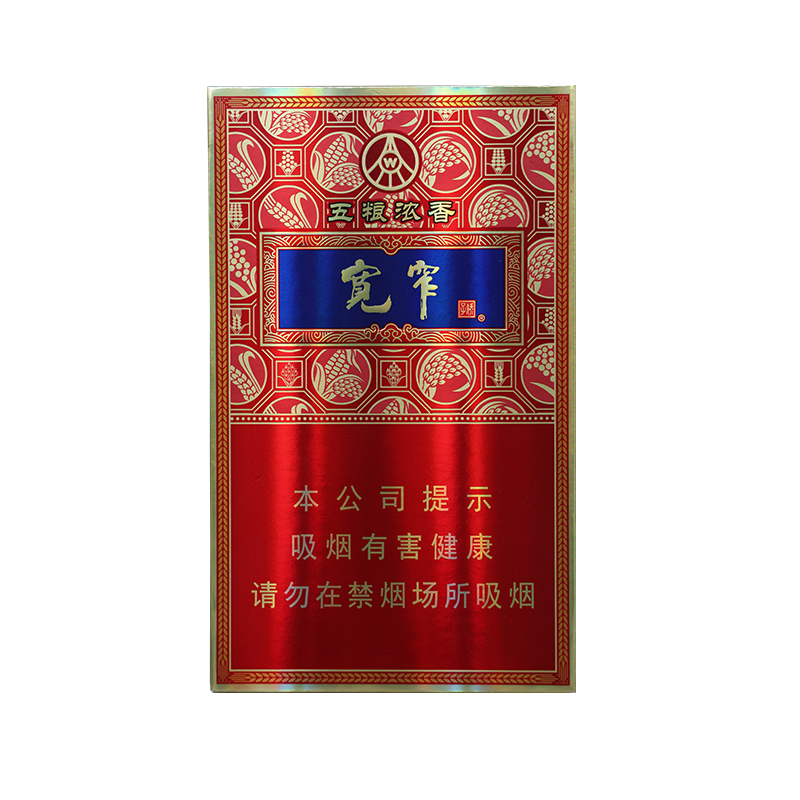 W
五粮浓香
宽窄
®
本公司提示
吸烟有害健康
请勿在禁烟场所吸烟